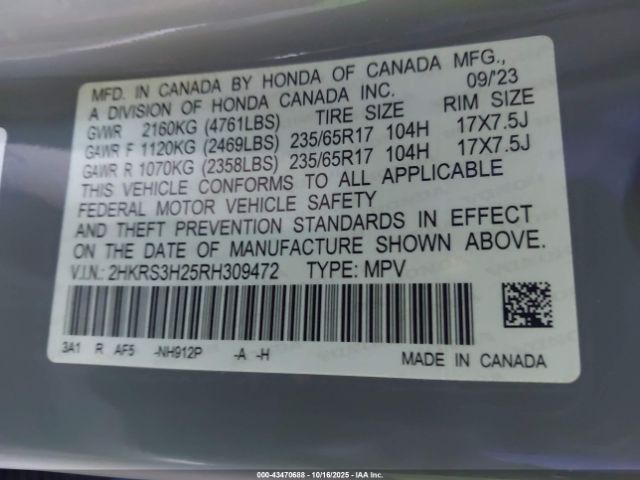 MFD. IN CANADA BY HONDA OF CANADA MFG.,
A DIVISION OF HONDA CANADA INC. 09/'23
GVWR 2160KG (4761LBS) TIRE SIZE RIM SIZE
GAWR F 1120KG (2469LBS) 235/65R17 104H 17X7.5J
GAWR R 1070KG (2358LBS) 235/65R17 104H 17X7.5J
THIS VEHICLE CONFORMS TO ALL APPLICABLE
FEDERAL MOTOR VEHICLE SAFETY
AND THEFT PREVENTION STANDARDS IN EFFECT
ON THE DATE OF MANUFACTURE SHOWN ABOVE.
V.I.N.: 2HKRS3H25RH309472 TYPE: MPV
3A1 R AF5 -NH912P -A -H MADE IN CANADA
000-43470688 - 10/16/2025 - IAA Inc.